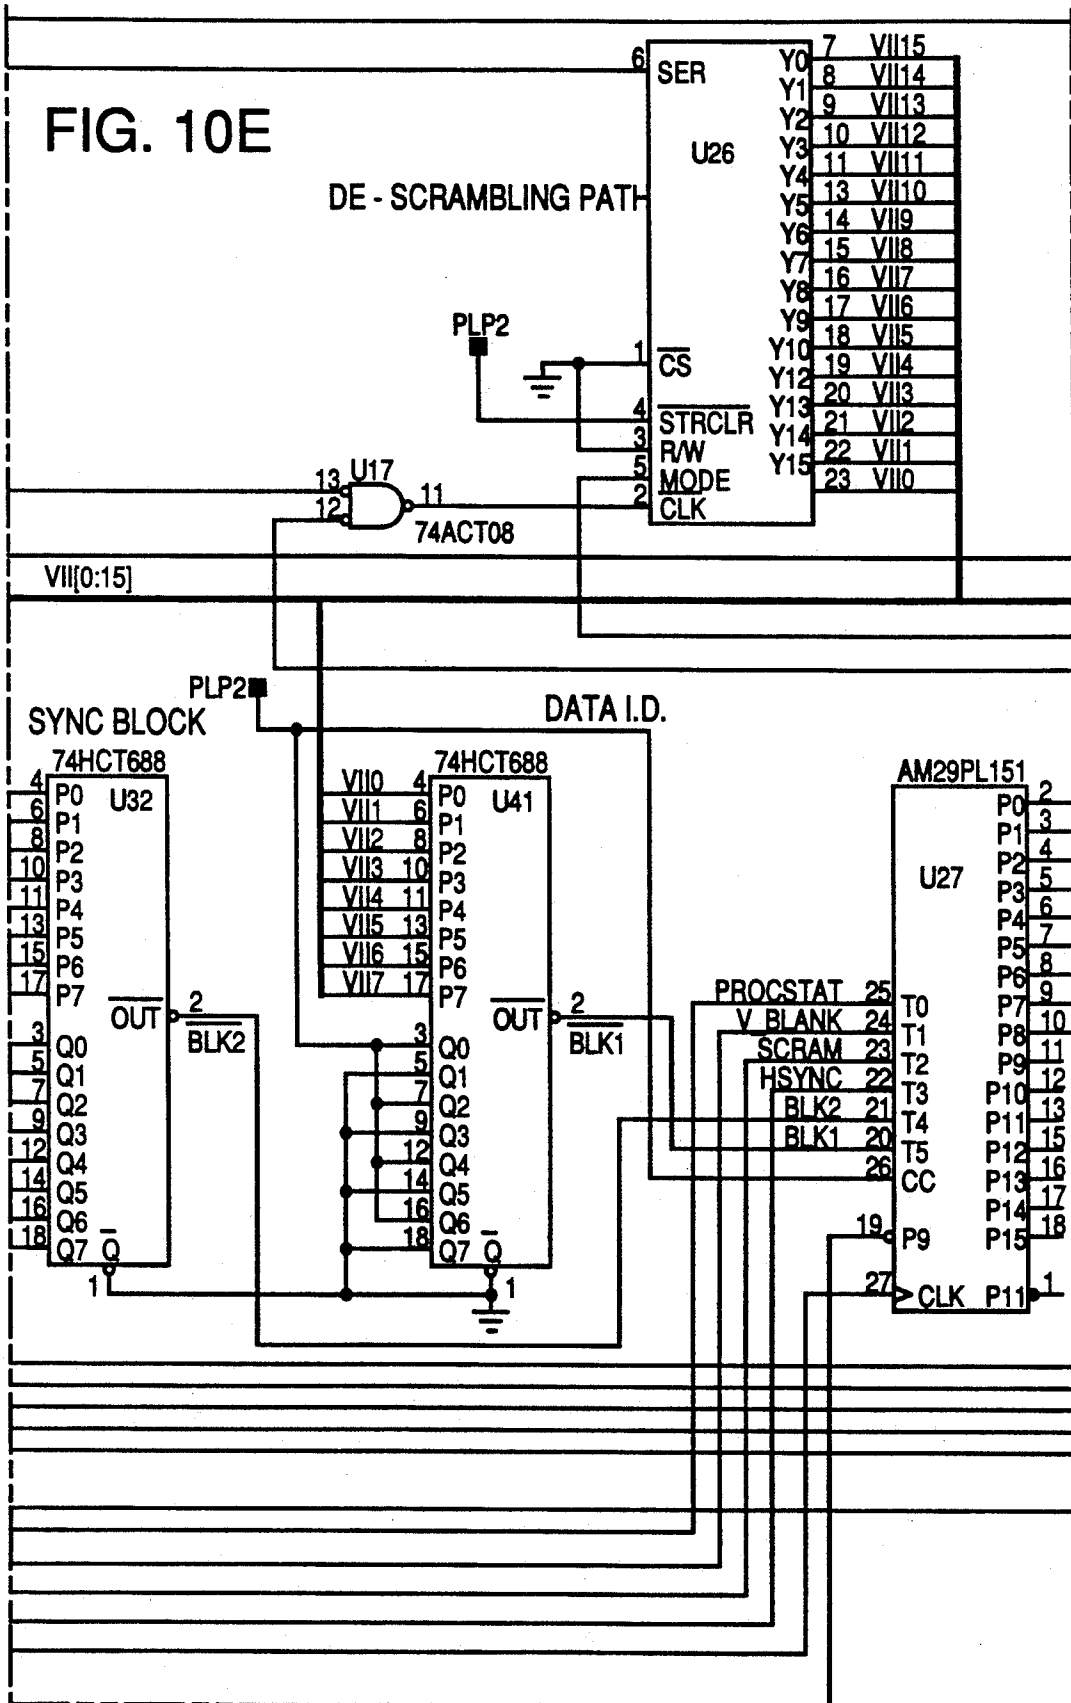 FIG. 10E
DE - SCRAMBLING PATH
6 SER
U26
Y0 7 VII15
Y1 8 VII14
Y2 9 VII13
Y3 10 VII12
Y4 11 VII11
Y5 13 VII10
Y6 14 VII9
Y7 15 VII8
Y8 16 VII7
Y9 17 VII6
Y10 18 VII5
Y12 19 VII4
Y13 20 VII3
Y14 21 VII2
Y15 22 VII1
23 VII0
PLP2
1 CS
4 STRCLR
3 R/W
5 MODE
2 CLK
U17
13
12
11
74ACT08
VII[0:15]
PLP2
SYNC BLOCK
74HCT688
U32
4 P0
6 P1
8 P2
10 P3
11 P4
13 P5
15 P6
17 P7
OUT 2
BLK2
3 Q0
5 Q1
7 Q2
9 Q3
12 Q4
14 Q5
16 Q6
18 Q7
Q
1
DATA I.D.
74HCT688
U41
VII0 4 P0
VII1 6 P1
VII2 8 P2
VII3 10 P3
VII4 11 P4
VII5 13 P5
VII6 15 P6
VII7 17 P7
OUT 2
BLK1
3 Q0
5 Q1
7 Q2
9 Q3
12 Q4
14 Q5
16 Q6
18 Q7
Q
1
AM29PL151
U27
P0 2
P1 3
P2 4
P3 5
P4 6
P5 7
P6 8
P7 9
P8 10
P9 11
P10 12
P11 13
P12 15
P13 16
P14 17
P15 18
PROCSTAT 25 T0
V_BLANK 24 T1
SCRAM 23 T2
HSYNC 22 T3
BLK2 21 T4
BLK1 20 T5
26 CC
19 P9
27 CLK
P11 1